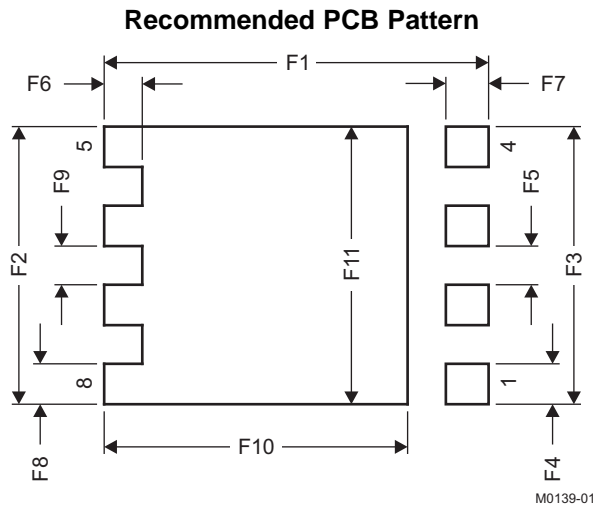 Recommended PCB Pattern
F1
F6
F7
5
4
F9
F5
F2
F11
F3
8
1
F10
F8
F4
M0139-01